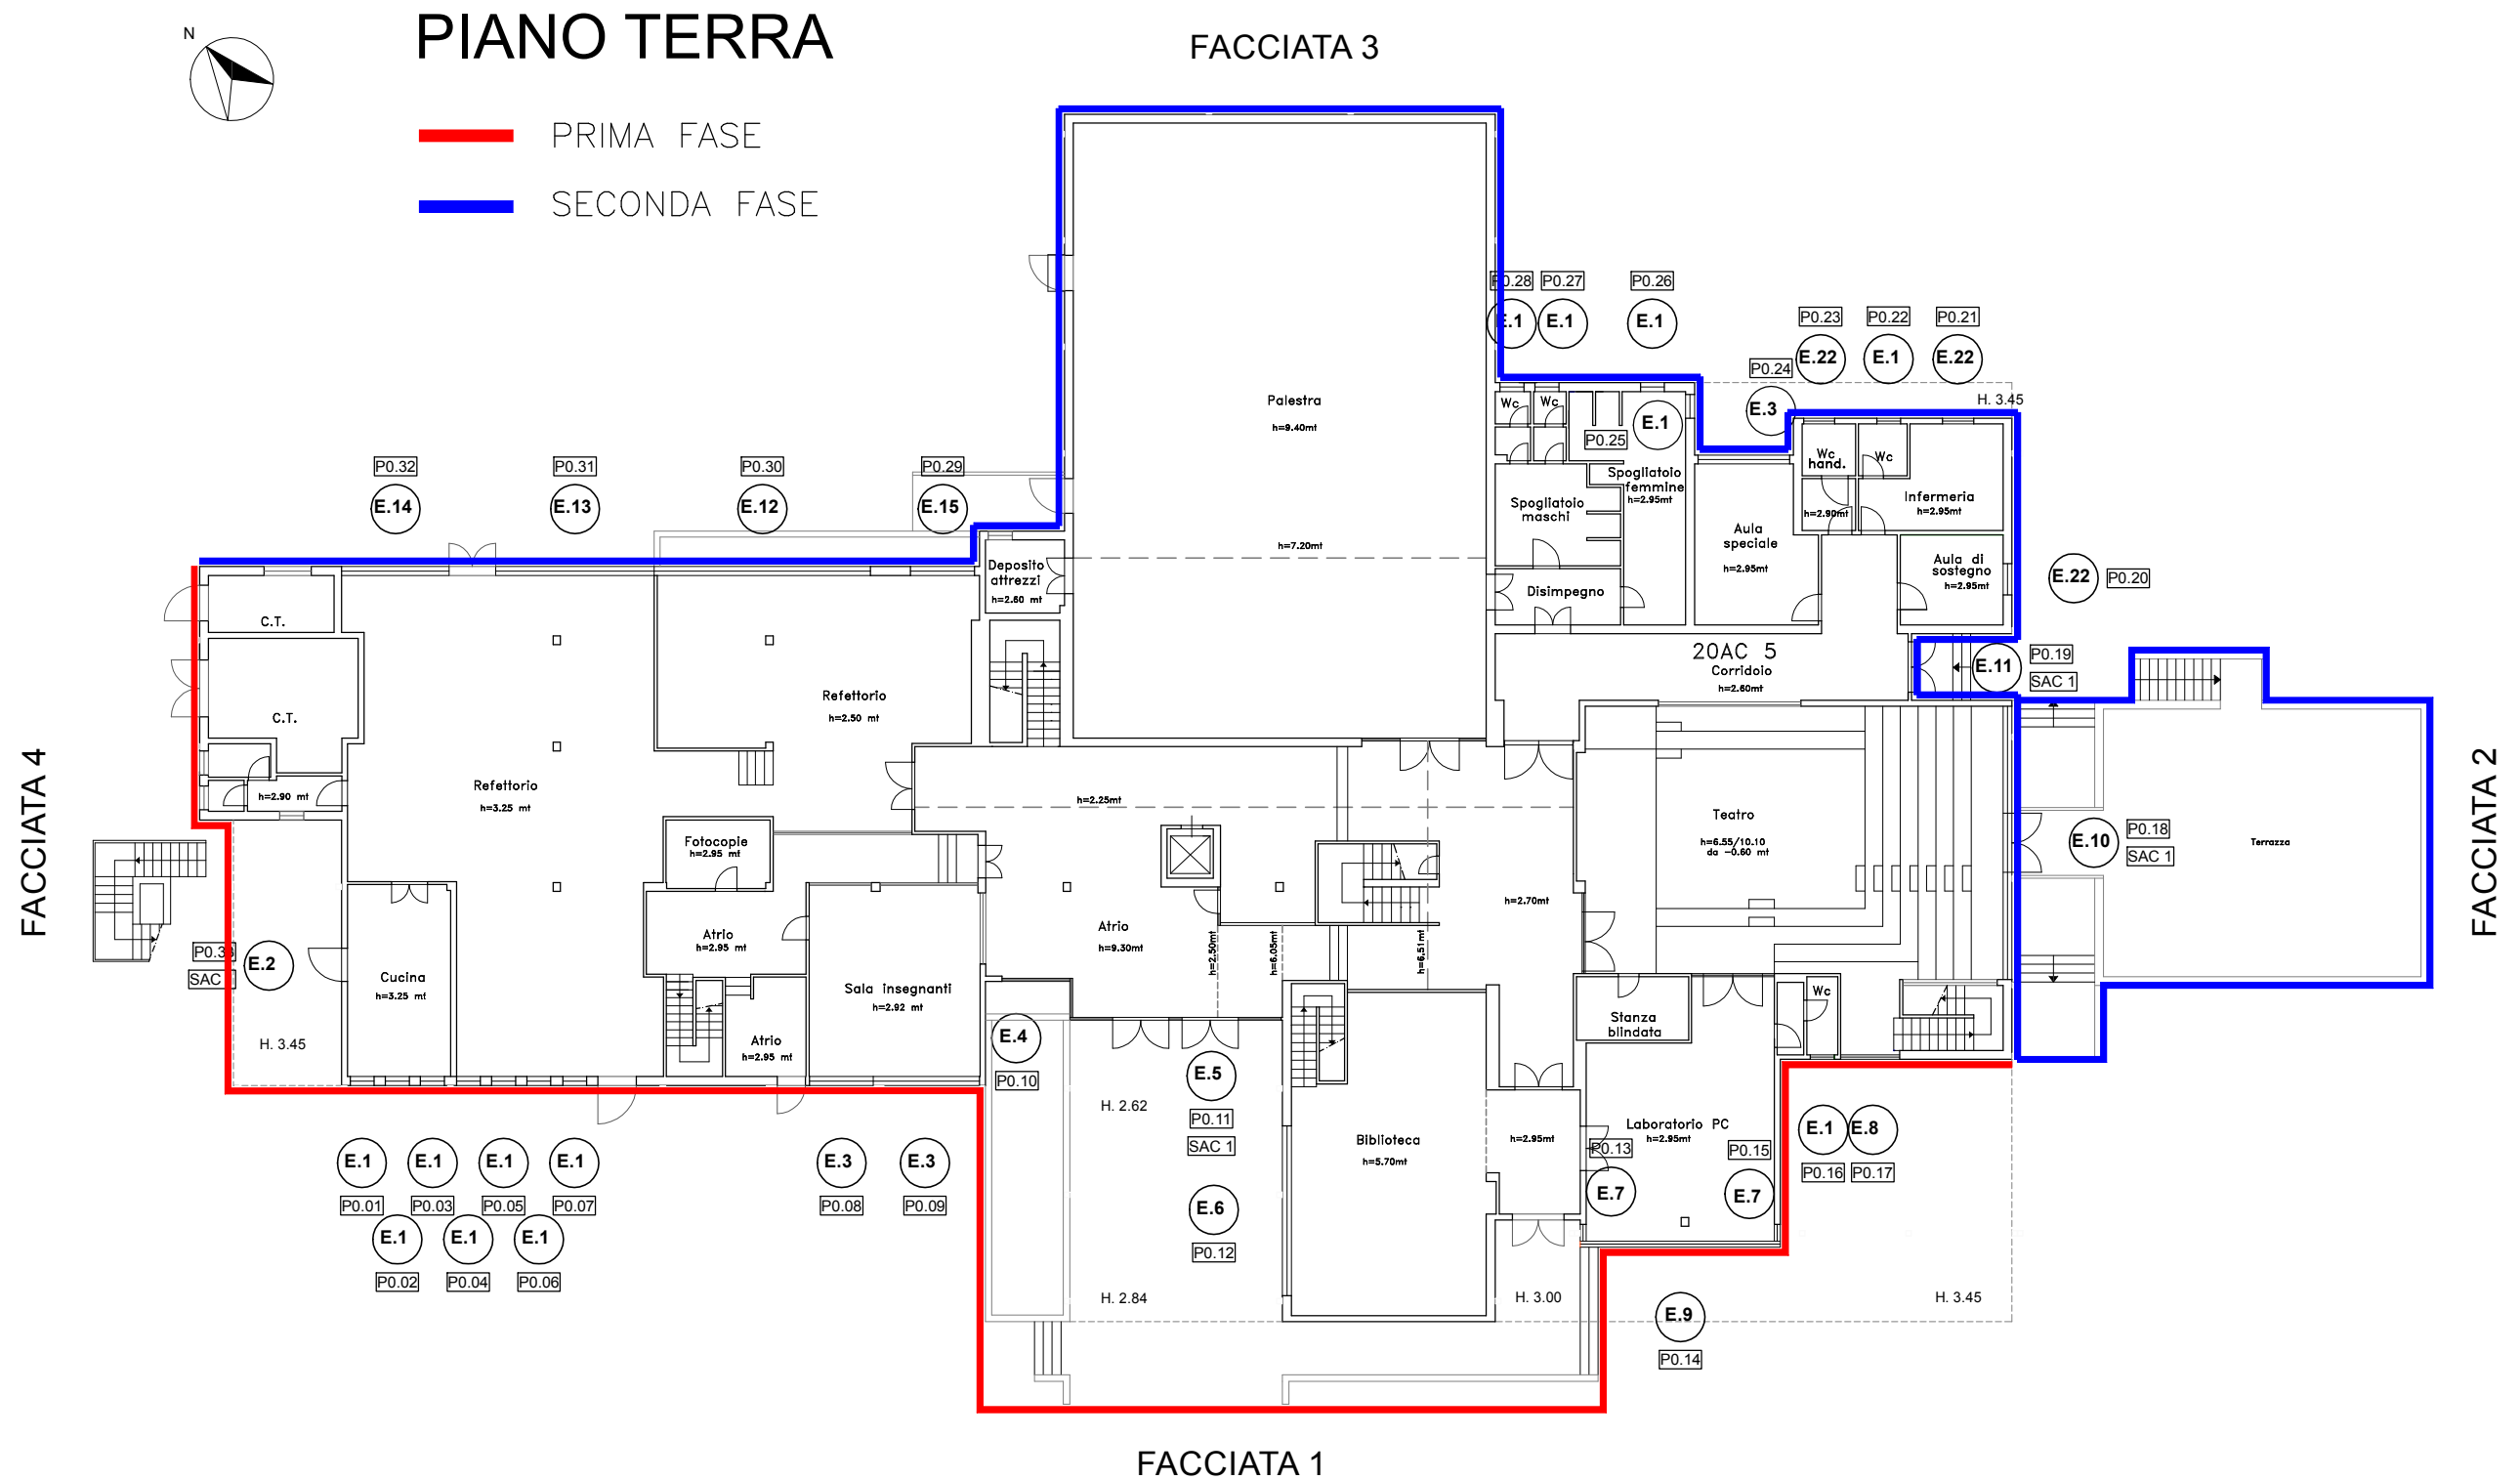 N
PIANO TERRA
FACCIATA 3
PRIMA FASE
SECONDA FASE
P0.28
P0.27
P0.26
E.1
E.1
E.1
P0.23
P0.22
P0.21
E.22
E.1
E.22
P0.24
E.3
H. 3.45
Palestra
h=9.40mt
Wc
Wc
E.1
P0.25
Wc
hand.
Wc
P0.32
P0.31
P0.30
P0.29
E.14
E.13
E.12
E.15
Spogliatoio
femmine
h=2.95mt
Spogliatoio
maschi
Infermeria
h=2.95mt
h=2.90mt
Aula
speciale
h=2.95mt
h=7.20mt
Deposito
attrezzi
h=2.60 mt
Aula di
sostegno
h=2.95mt
E.22
P0.20
Disimpegno
C.T.
20AC 5
Corridoio
h=2.60mt
E.11
P0.19
SAC 1
Refettorio
h=2.50 mt
C.T.
Refettorio
h=3.25 mt
h=2.90 mt
h=2.25mt
Teatro
h=6.55/10.10
da -0.60 mt
E.10
P0.18
SAC 1
Terrazza
FACCIATA 4
FACCIATA 2
Fotocopie
h=2.95 mt
Atrio
h=2.95 mt
Atrio
h=9.30mt
h=2.50mt
h=6.05mt
h=6.51mt
h=2.70mt
P0.33
SAC
E.2
Cucina
h=3.25 mt
Sala insegnanti
h=2.92 mt
Wc
Stanza
blindata
H. 3.45
Atrio
h=2.95 mt
E.4
P0.10
E.5
P0.11
SAC 1
H. 2.62
E.6
P0.12
Biblioteca
h=5.70mt
h=2.95mt
Laboratorio PC
h=2.95mt
P0.13
E.7
P0.15
E.7
E.1
E.8
P0.16
P0.17
E.1
E.1
E.1
E.1
E.3
E.3
P0.01
P0.03
P0.05
P0.07
P0.08
P0.09
E.1
E.1
E.1
P0.02
P0.04
P0.06
H. 2.84
H. 3.00
H. 3.45
E.9
P0.14
FACCIATA 1